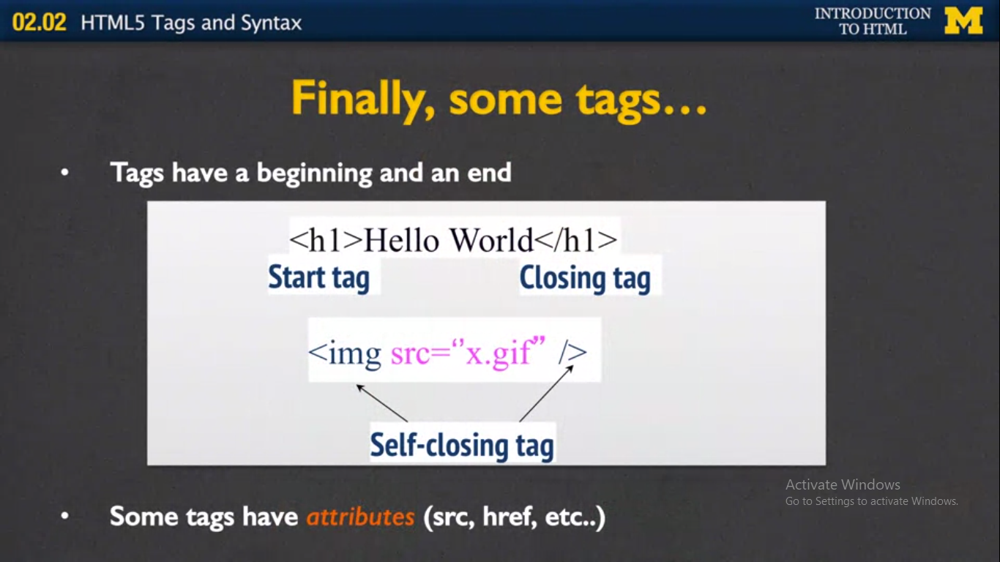 02.02 HTML5 Tags and Syntax
INTRODUCTION
TO HTML
M
Finally, some tags...
• Tags have a beginning and an end
<h1>Hello World</h1>
Start tag Closing tag
<img src=‘’x.gif” />
Self-closing tag
Activate Windows
Go to Settings to activate Windows.
• Some tags have attributes (src, href, etc..)